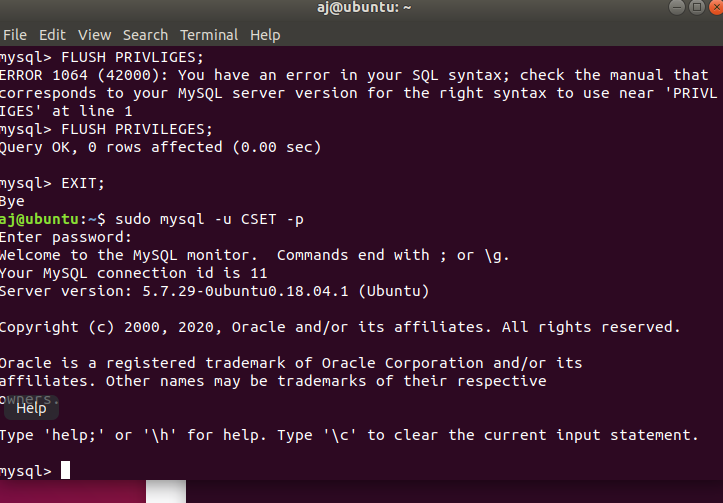 aj@ubuntu: ~
File Edit View Search Terminal Help
mysql> FLUSH PRIVLIGES;
ERROR 1064 (42000): You have an error in your SQL syntax; check the manual that
corresponds to your MySQL server version for the right syntax to use near 'PRIVL
IGES' at line 1
mysql> FLUSH PRIVILEGES;
Query OK, 0 rows affected (0.00 sec)
mysql> EXIT;
Bye
aj@ubuntu:~$ sudo mysql -u CSET -p
Enter password:
Welcome to the MySQL monitor.  Commands end with ; or \g.
Your MySQL connection id is 11
Server version: 5.7.29-0ubuntu0.18.04.1 (Ubuntu)
Copyright (c) 2000, 2020, Oracle and/or its affiliates. All rights reserved.
Oracle is a registered trademark of Oracle Corporation and/or its
affiliates. Other names may be trademarks of their respective
owners.
Help
Type 'help;' or '\h' for help. Type '\c' to clear the current input statement.
mysql>